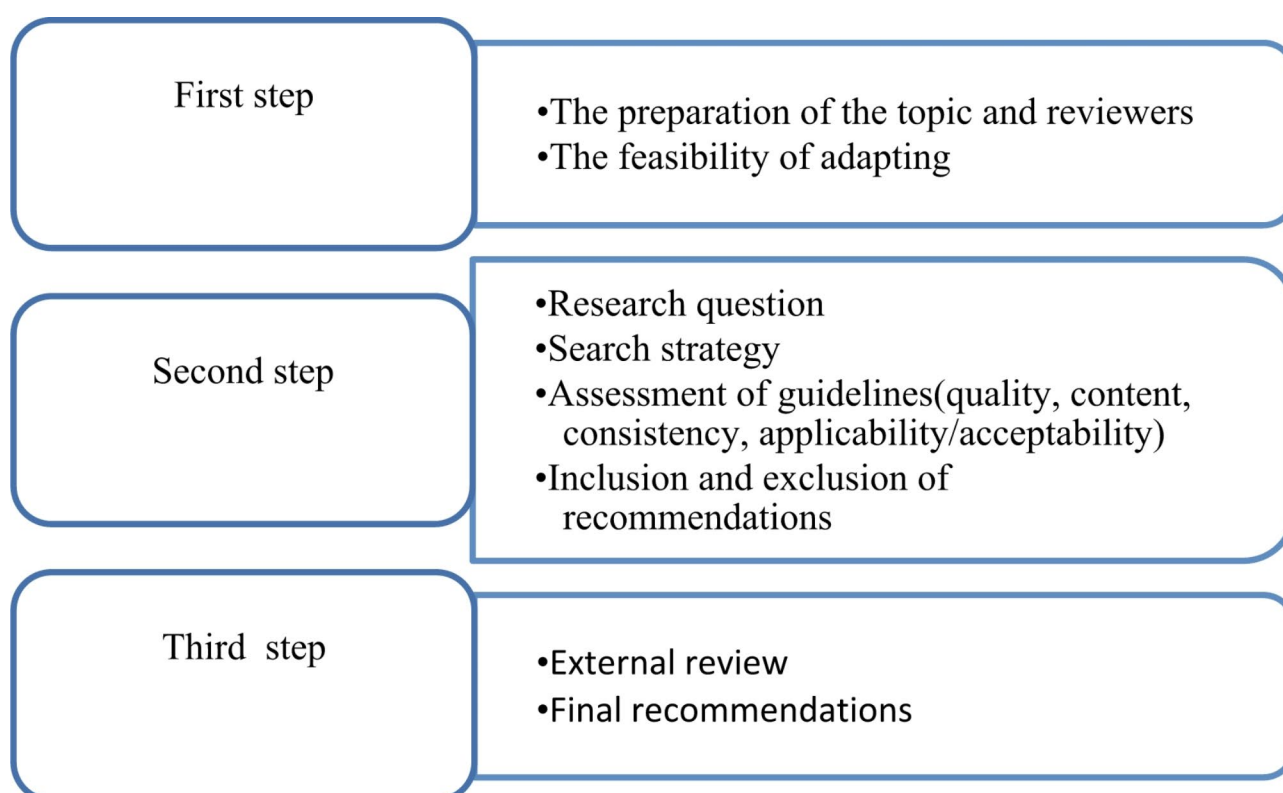 First step
•The preparation of the topic and reviewers
•The feasibility of adapting
Second step
•Research question
•Search strategy
•Assessment of guidelines(quality, content,
consistency, applicability/acceptability)
•Inclusion and exclusion of
recommendations
Third step
•External review
•Final recommendations